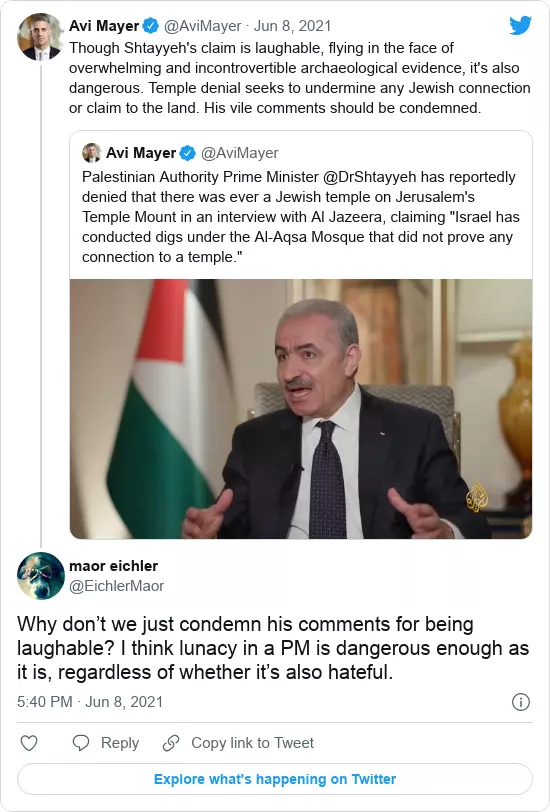 Avi Mayer @AviMayer · Jun 8, 2021
Though Shtayyeh's claim is laughable, flying in the face of
overwhelming and incontrovertible archaeological evidence, it's also
dangerous. Temple denial seeks to undermine any Jewish connection
or claim to the land. His vile comments should be condemned.
Avi Mayer @AviMayer
Palestinian Authority Prime Minister @DrShtayyeh has reportedly
denied that there was ever a Jewish temple on Jerusalem's
Temple Mount in an interview with Al Jazeera, claiming "Israel has
conducted digs under the Al-Aqsa Mosque that did not prove any
connection to a temple."
maor eichler
@EichlerMaor
Why don’t we just condemn his comments for being
laughable? I think lunacy in a PM is dangerous enough as
it is, regardless of whether it’s also hateful.
5:40 PM · Jun 8, 2021
Reply
Copy link to Tweet
Explore what's happening on Twitter